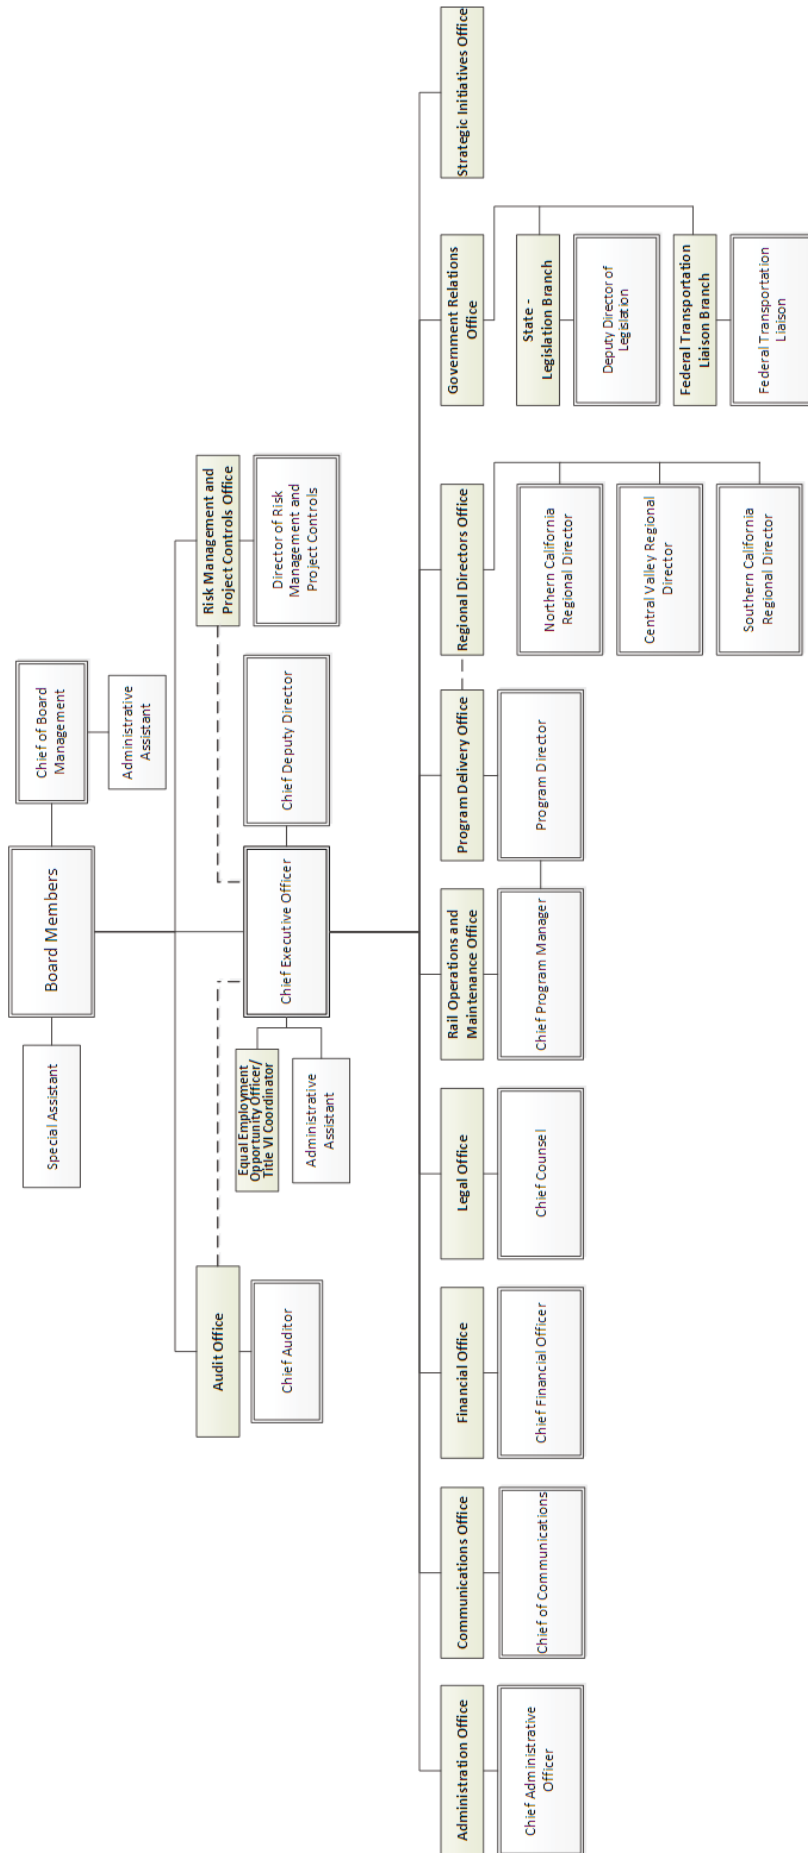 Board Members
Special Assistant
Chief of Board
Management
Administrative
Assistant
Audit Office
Chief Auditor
Risk Management and
Project Controls Office
Director of Risk
Management and
Project Controls
Chief Executive Officer
Chief Deputy Director
Equal Employment
Opportunity Officer/
Title VI Coordinator
Administrative
Assistant
Administration Office
Chief Administrative
Officer
Communications Office
Chief of Communications
Financial Office
Chief Financial Officer
Legal Office
Chief Counsel
Rail Operations and
Maintenance Office
Chief Program Manager
Program Delivery Office
Program Director
Regional Directors Office
Northern California
Regional Director
Central Valley Regional
Director
Southern California
Regional Director
Government Relations
Office
State -
Legislation Branch
Deputy Director of
Legislation
Federal Transportation
Liaison Branch
Federal Transportation
Liaison
Strategic Initiatives Office